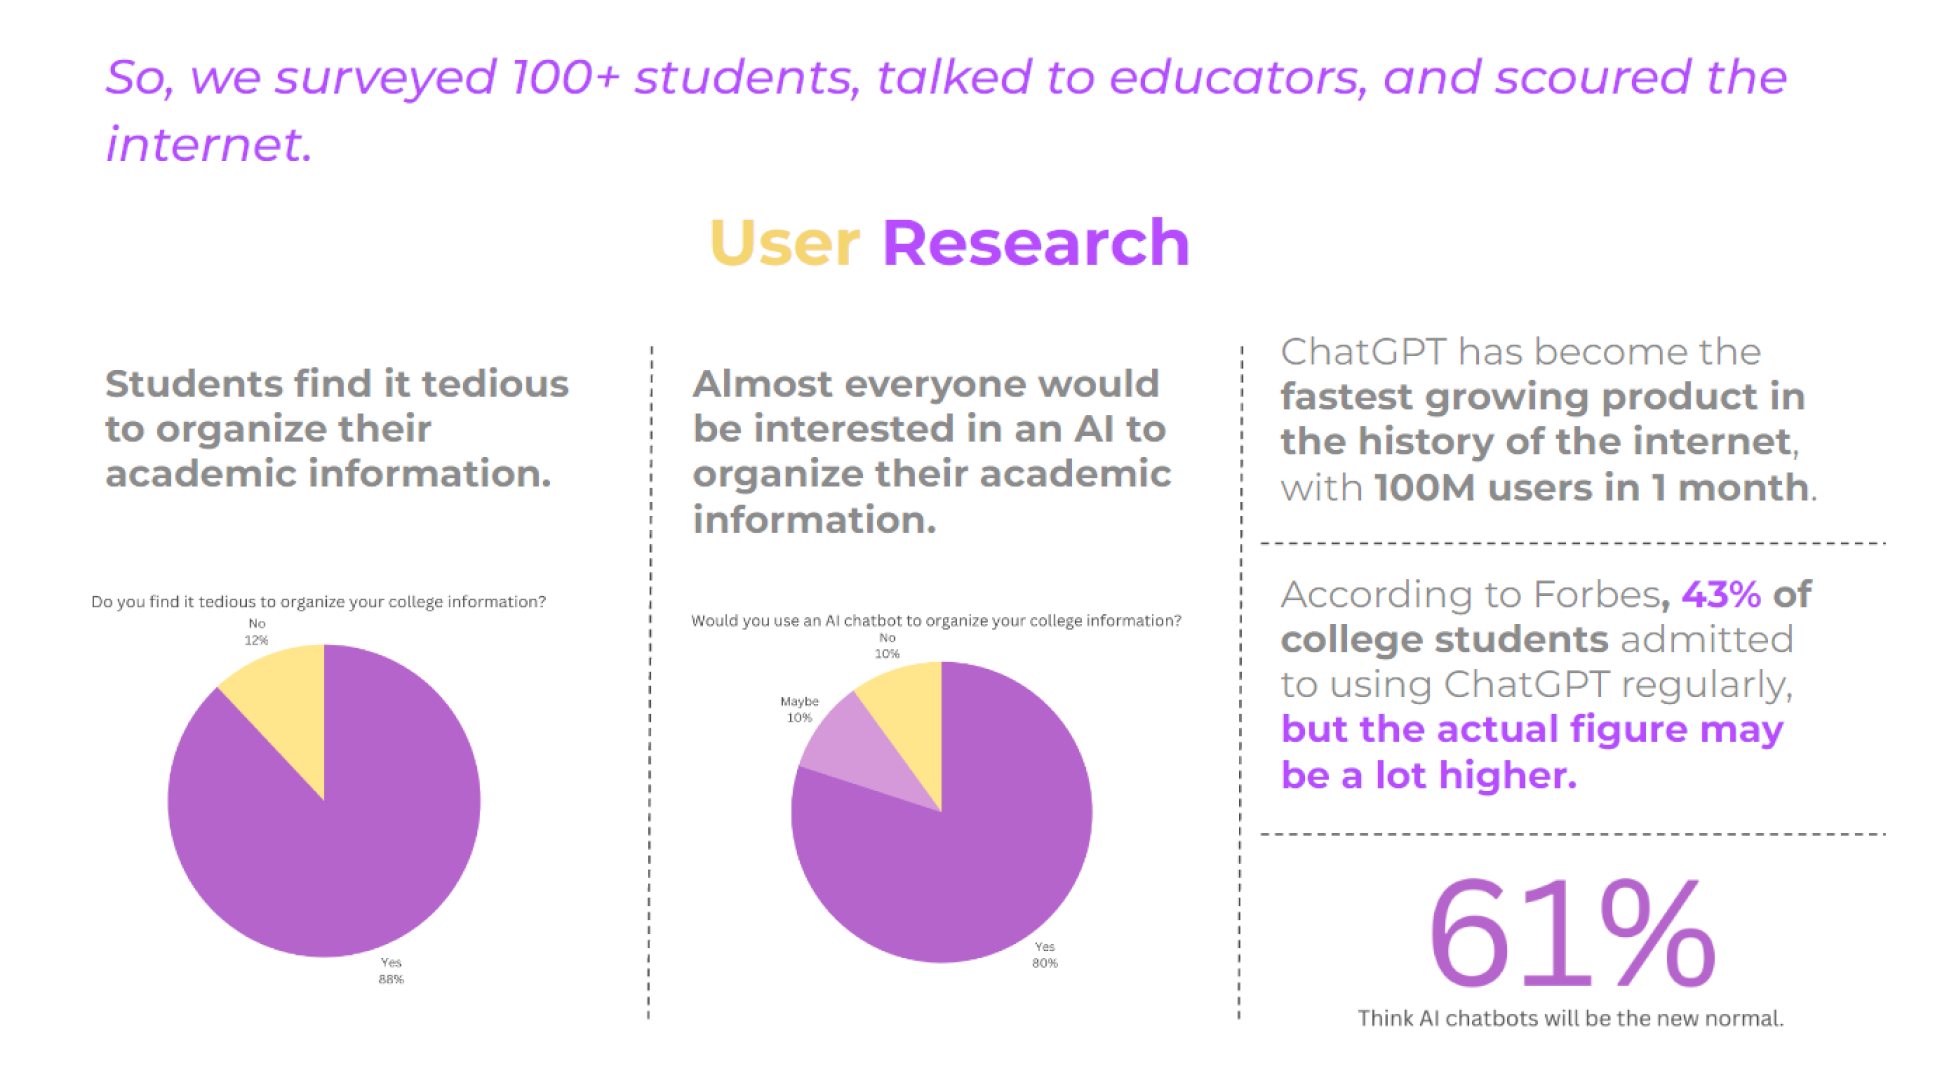 So, we surveyed 100+ students, talked to educators, and scoured the
internet.
User Research
Students find it tedious
to organize their
academic information.
Do you find it tedious to organize your college information?
No
12%
Yes
88%
Almost everyone would
be interested in an AI to
organize their academic
information.
Would you use an AI chatbot to organize your college information?
No
10%
Maybe
10%
Yes
80%
ChatGPT has become the
fastest growing product in
the history of the internet,
with 100M users in 1 month.
According to Forbes, 43% of
college students admitted
to using ChatGPT regularly,
but the actual figure may
be a lot higher.
61%
Think AI chatbots will be the new normal.